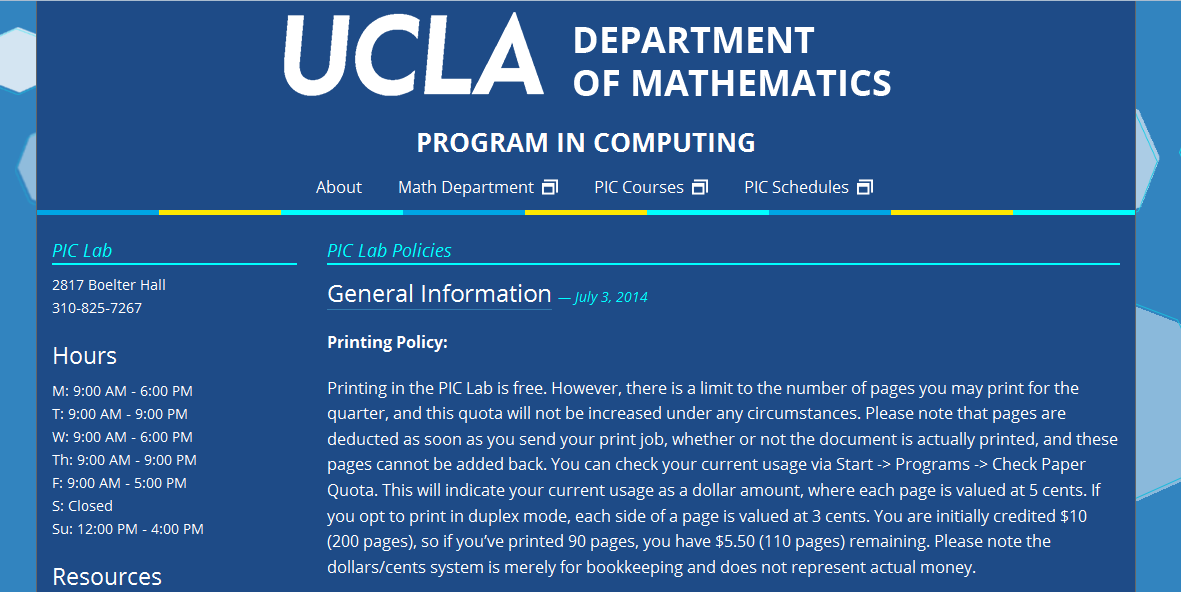 UCLA
DEPARTMENT
OF MATHEMATICS
PROGRAM IN COMPUTING
About Math Department PIC Courses PIC Schedules
PIC Lab
2817 Boelter Hall
310-825-7267
Hours
M: 9:00 AM - 6:00 PM
T: 9:00 AM - 9:00 PM
W: 9:00 AM - 6:00 PM
Th: 9:00 AM - 9:00 PM
F: 9:00 AM - 5:00 PM
S: Closed
Su: 12:00 PM - 4:00 PM
Resources
PIC Lab Policies
General Information — July 3, 2014
Printing Policy:
Printing in the PIC Lab is free. However, there is a limit to the number of pages you may print for the
quarter, and this quota will not be increased under any circumstances. Please note that pages are
deducted as soon as you send your print job, whether or not the document is actually printed, and these
pages cannot be added back. You can check your current usage via Start -> Programs -> Check Paper
Quota. This will indicate your current usage as a dollar amount, where each page is valued at 5 cents. If
you opt to print in duplex mode, each side of a page is valued at 3 cents. You are initially credited $10
(200 pages), so if you’ve printed 90 pages, you have $5.50 (110 pages) remaining. Please note the
dollars/cents system is merely for bookkeeping and does not represent actual money.